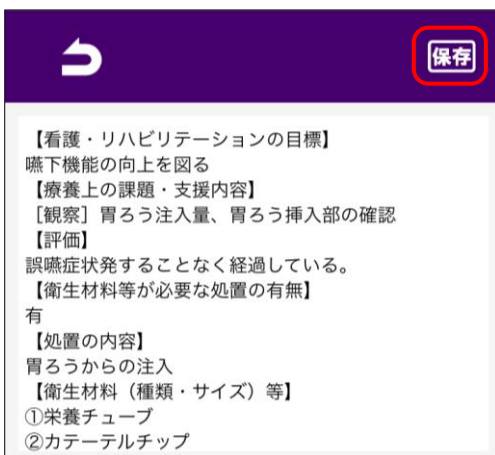 保存
【看護・リハビリテーションの目標】
嚥下機能の向上を図る
【療養上の課題・支援内容】
［観察］胃ろう注入量、胃ろう挿入部の確認
【評価】
誤嚥症状発することなく経過している。
【衛生材料等が必要な処置の有無】
有
【処置の内容】
胃ろうからの注入
【衛生材料（種類・サイズ）等】
①栄養チューブ
②カテーテルチップ